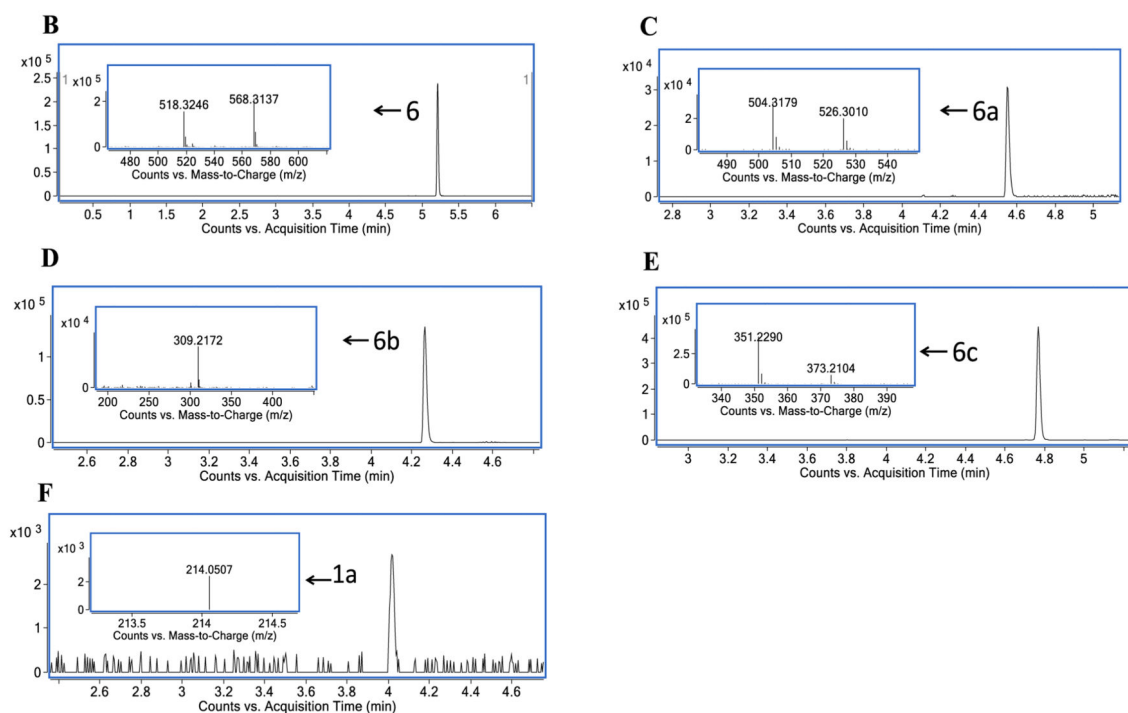 B
x10 5
2.5
2
1.5
1
0.5
0
1
1
x10 5
2
0
518.3246
568.3137
480 500 520 540 560 580 600
Counts vs. Mass-to-Charge (m/z)
6
0.5 1 1.5 2 2.5 3 3.5 4 4.5 5 5.5 6
Counts vs. Acquisition Time (min)
C
x10 4
3
2
1
0
x10 4
2
0
504.3179
526.3010
490 500 510 520 530 540
Counts vs. Mass-to-Charge (m/z)
6a
2.8 3 3.2 3.4 3.6 3.8 4 4.2 4.4 4.6 4.8 5
Counts vs. Acquisition Time (min)
D
x10 5
1
0.5
0
x10 4
5
0
309.2172
200 250 300 350 400
Counts vs. Mass-to-Charge (m/z)
6b
2.6 2.8 3 3.2 3.4 3.6 3.8 4 4.2 4.4 4.6
Counts vs. Acquisition Time (min)
E
x10 5
5
4
3
2
1
0
x10 5
2.5
0
351.2290
373.2104
340 350 360 370 380 390
Counts vs. Mass-to-Charge (m/z)
6c
3 3.2 3.4 3.6 3.8 4 4.2 4.4 4.6 4.8 5
Counts vs. Acquisition Time (min)
F
x10 3
2
1
0
x10 3
2
0
214.0507
213.5 214 214.5
Counts vs. Mass-to-Charge (m/z)
1a
2.6 2.8 3 3.2 3.4 3.6 3.8 4 4.2 4.4 4.6
Counts vs. Acquisition Time (min)